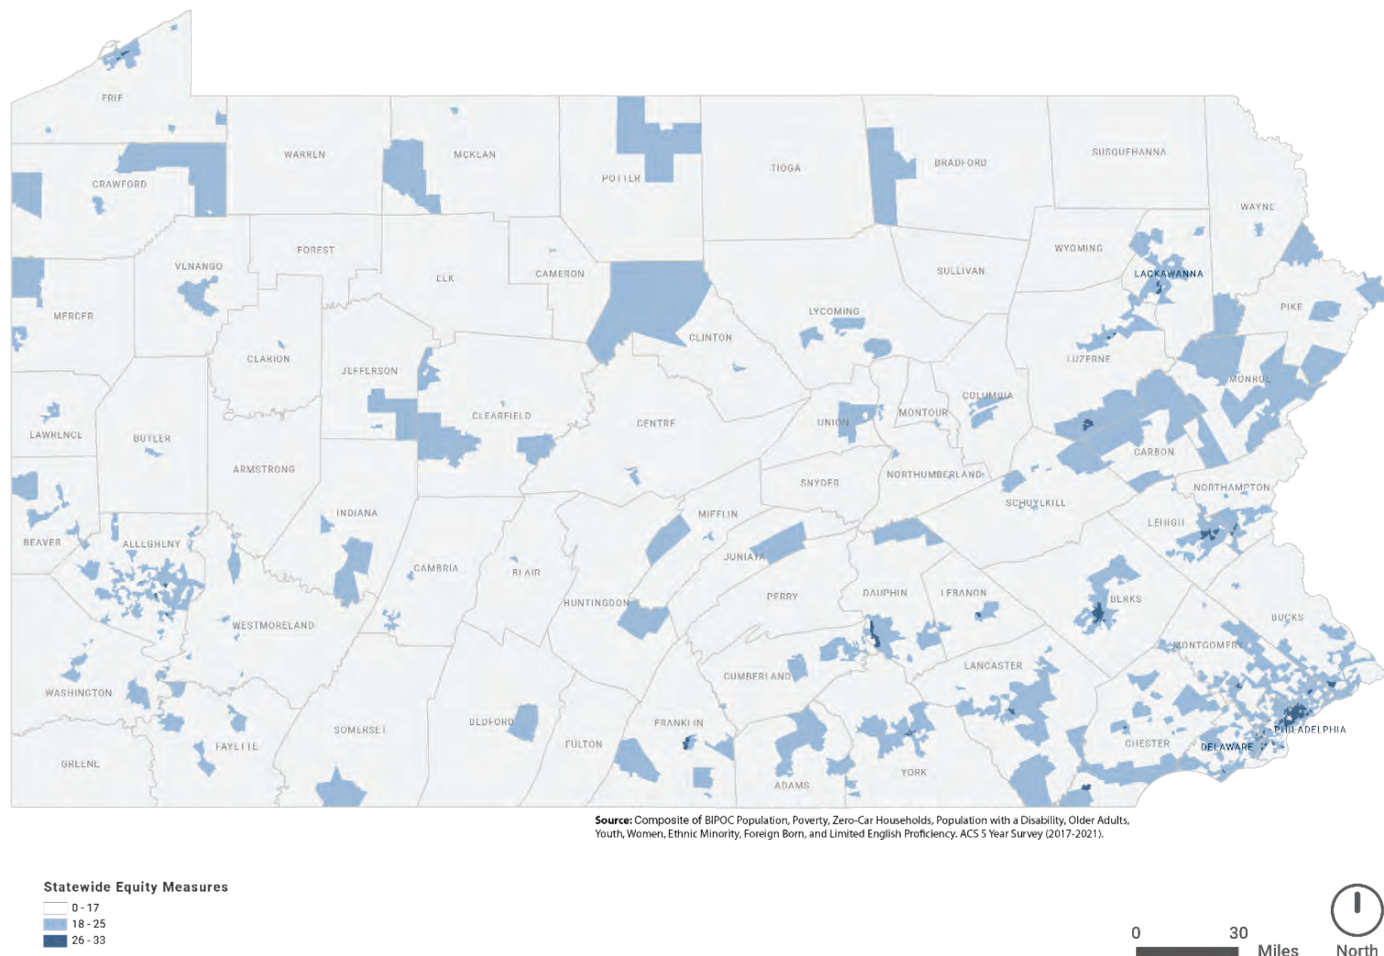 ERIE
WARREN
MCKEAN
POTTER
TIOGA
BRADFORD
SUSQUEHANNA
CRAWFORD
WAYNE
FOREST
WYOMING
VENANGO
ELK
CAMERON
SULLIVAN
LACKAWANNA
MERCER
LYCOMING
PIKE
CLINTON
CLARION
JEFFERSON
LUZERNE
MONROE
LAWRENCE
BUTLER
CLEARFIELD
CENTRE
UNION
MONTOUR
COLUMBIA
CARBON
ARMSTRONG
SNYDER
NORTHUMBERLAND
NORTHAMPTON
SCHUYLKILL
INDIANA
MIFFLIN
LEHIGH
BEAVER
ALLEGHENY
JUNIATA
CAMBRIA
BLAIR
HUNTINGDON
PERRY
DAUPHIN
LEBANON
BERKS
WESTMORELAND
BUCKS
MONTGOMERY
LANCASTER
CUMBERLAND
WASHINGTON
BEDFORD
FRANKLIN
SOMERSET
PHILADELPHIA
FAYETTE
FULTON
CHESTER
DELAWARE
GREENE
YORK
ADAMS
Source: Composite of BIPOC Population, Poverty, Zero-Car Households, Population with a Disability, Older Adults,
Youth, Women, Ethnic Minority, Foreign Born, and Limited English Proficiency. ACS 5 Year Survey (2017-2021).
Statewide Equity Measures
0 - 17
18 - 25
26 - 33
0 30
Miles
North